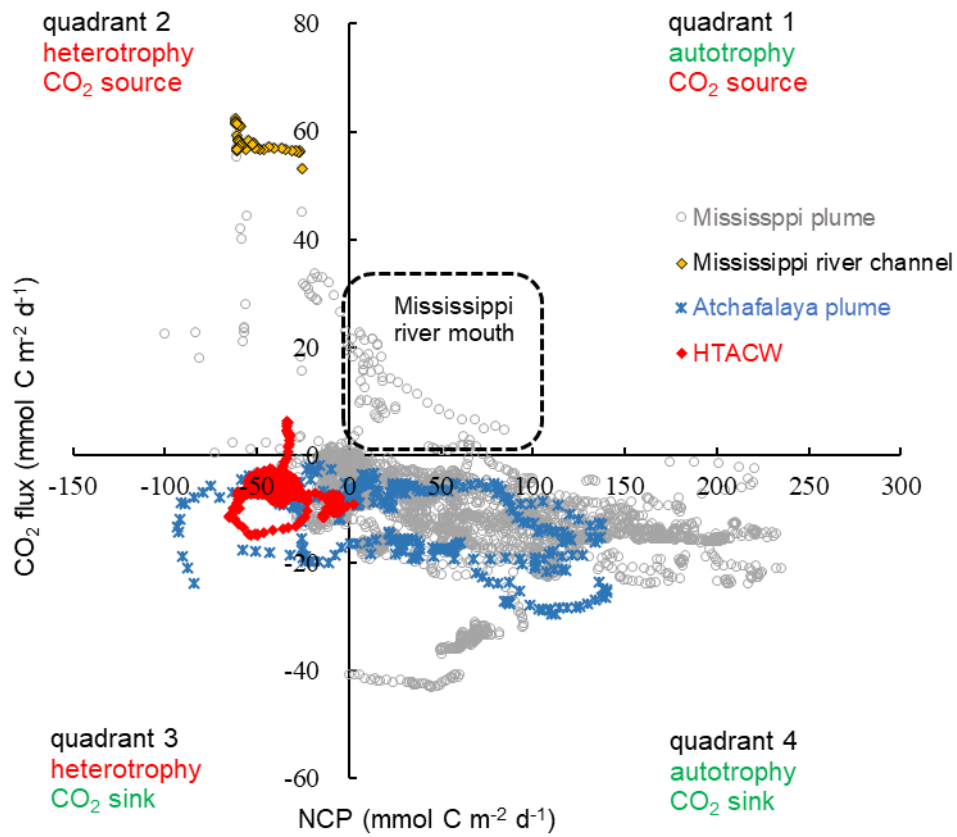 quadrant 2
heterotrophy
CO₂ source
80
quadrant 1
autotrophy
CO₂ source
60
40
20
0
-20
-40
-60
Mississippi
river mouth
Mississppi plume
Mississippi river channel
Atchafalaya plume
HTACW
-150
-100
-50
0
50
100
150
200
250
300
CO₂ flux (mmol C m⁻² d⁻¹)
quadrant 3
heterotrophy
CO₂ sink
quadrant 4
autotrophy
CO₂ sink
NCP (mmol C m⁻² d⁻¹)